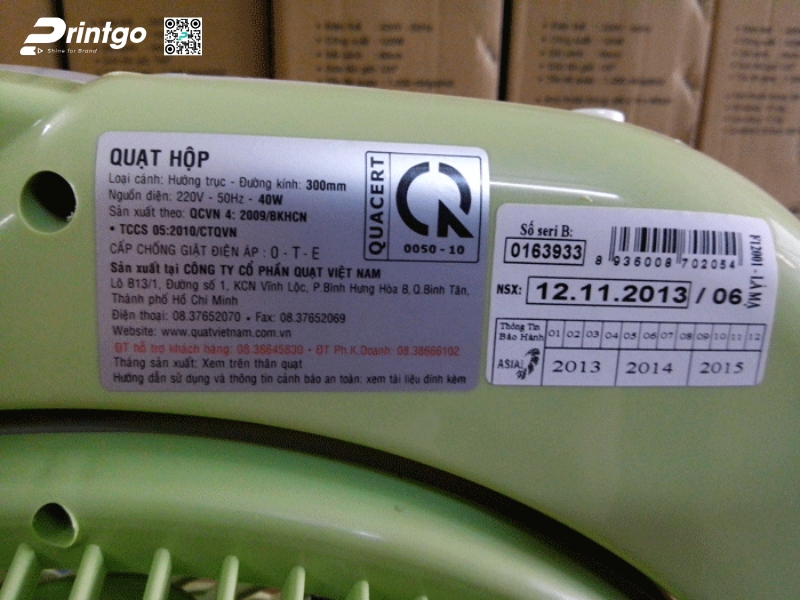 Printgo
Shine for Brand
QUẠT HỘP
Loại cánh: Hướng trục - Đường kính: 300mm
Nguồn điện: 220V - 50Hz - 40W
Sản xuất theo: QCVN 4: 2009/BKHCN
• TCCS 05:2010/CTQVN
CẤP CHỐNG GIẬT ĐIỆN ÁP : 0 - T - E
Sản xuất tại CÔNG TY CỔ PHẦN QUẠT VIỆT NAM
Lô B13/1, Đường số 1, KCN Vĩnh Lộc, P.Bình Hưng Hòa B, Q.Bình Tân,
Thành phố Hồ Chí Minh
Điện thoại: 08.37652070 • Fax: 08.37652069
Website: www.quatvietnam.com.vn
ĐT hỗ trợ khách hàng: 08.38645830 • ĐT Ph.K.Doanh: 08.38666102
Tháng sản xuất: Xem trên thân quạt
Hướng dẫn sử dụng và thông tin cảnh báo an toàn: xem tài liệu đính kèm
QUACERT
0050 - 10
Số seri B:
0163933
8 936008 702054
F12001 - LÁ MẠ
NSX: 12.11.2013 / 06
Thông Tin Bảo Hành 01 02 03 04 05 06 07 08 09 10 11 12
ASIA 2013 2014 2015